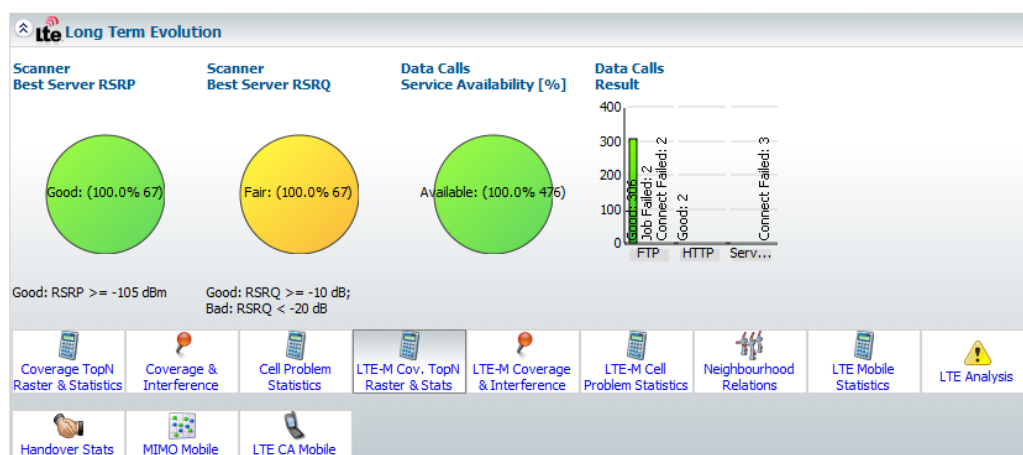 Lte Long Term Evolution
Scanner
Best Server RSRP
Scanner
Best Server RSRQ
Data Calls
Service Availability [%]
Data Calls
Result
Good: (100.0% 67)
Fair: (100.0% 67)
Available: (100.0% 476)
400
300
200
100
0
Good: 306
Job Failed: 2
Connect Failed: 2
Good: 2
Connect Failed: 3
FTP
HTTP
Serv...
Good: RSRP >= -105 dBm
Good: RSRQ >= -10 dB;
Bad: RSRQ < -20 dB
Coverage TopN
Raster & Statistics
Coverage &
Interference
Cell Problem
Statistics
LTE-M Cov. TopN
Raster & Stats
LTE-M Coverage
& Interference
LTE-M Cell
Problem Statistics
Neighbourhood
Relations
LTE Mobile
Statistics
LTE Analysis
Handover Stats
MIMO Mobile
LTE CA Mobile